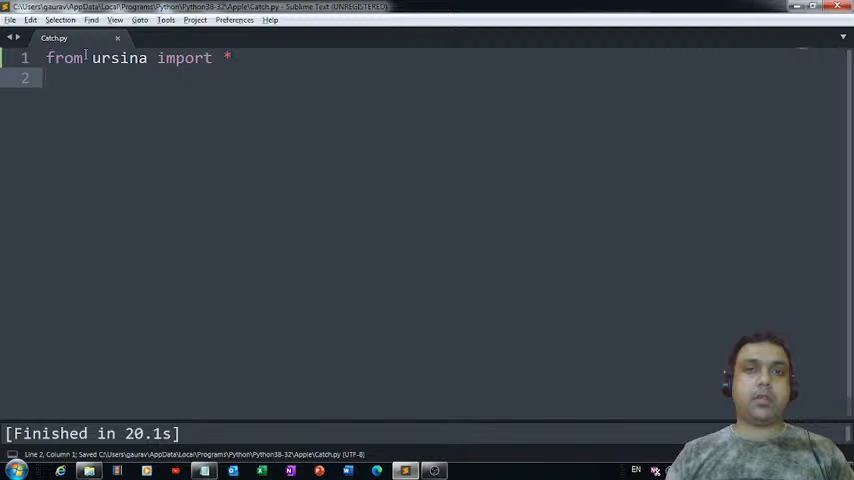 C:\Users\gaurav\AppData\Local\Programs\Python\Python38-32\Apple\Catch.py - Sublime Text (UNREGISTERED)
File Edit Selection Find View Goto Tools Project Preferences Help
Catch.py
1 from ursina import *
2
[Finished in 20.1s]
Line 2, Column 1; Saved C:\Users\gaurav\AppData\Local\Programs\Python\Python38-32\Apple\Catch.py (UTF-8)
EN